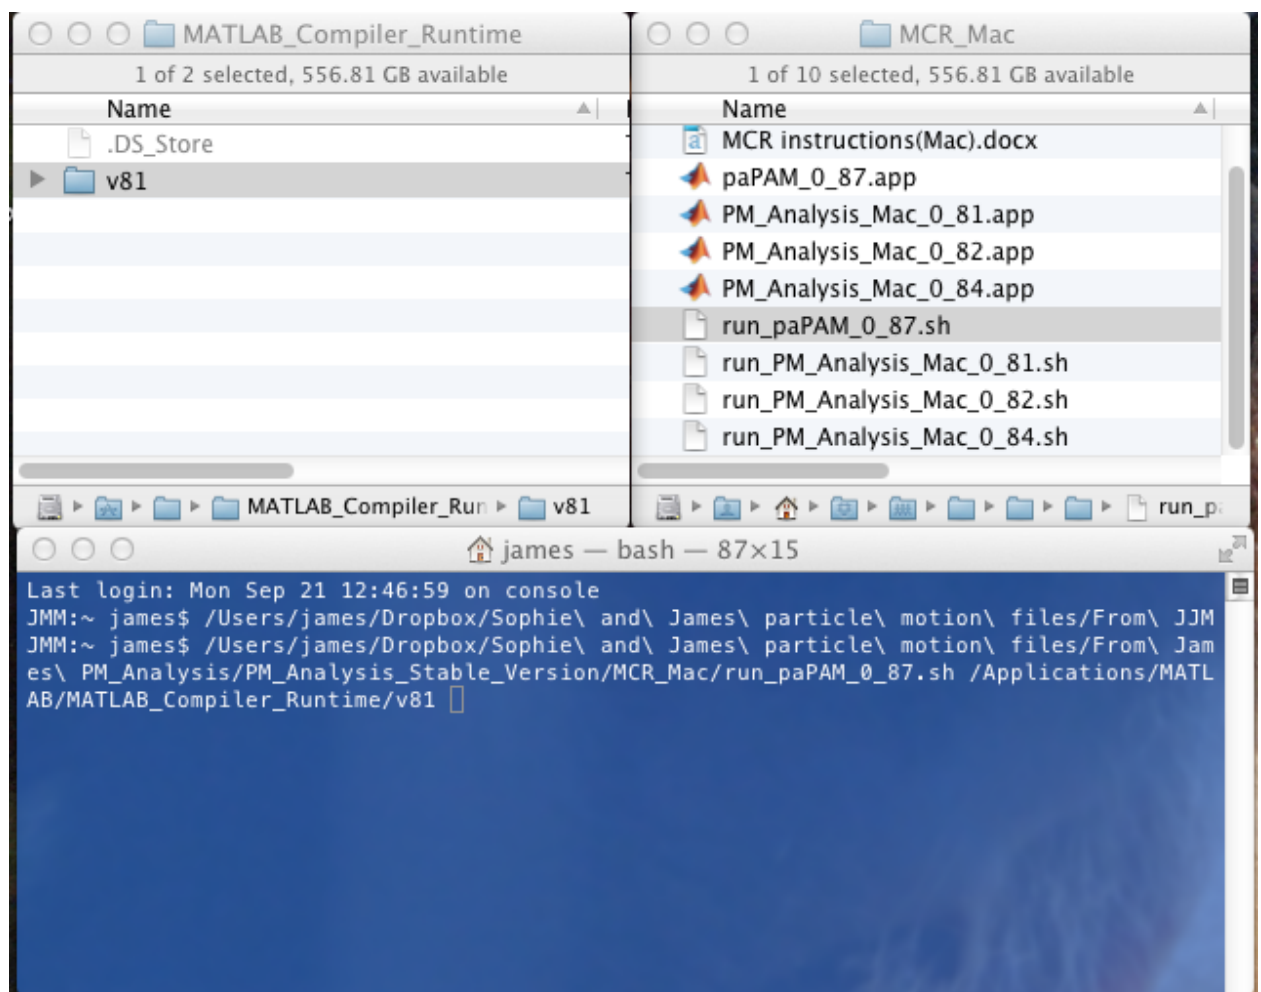 MATLAB_Compiler_Runtime
1 of 2 selected, 556.81 GB available
Name
.DS_Store
v81
MATLAB_Compiler_Run
v81
MCR_Mac
1 of 10 selected, 556.81 GB available
Name
MCR instructions(Mac).docx
paPAM_0_87.app
PM_Analysis_Mac_0_81.app
PM_Analysis_Mac_0_82.app
PM_Analysis_Mac_0_84.app
run_paPAM_0_87.sh
run_PM_Analysis_Mac_0_81.sh
run_PM_Analysis_Mac_0_82.sh
run_PM_Analysis_Mac_0_84.sh
run_p
james — bash — 87×15
Last login: Mon Sep 21 12:46:59 on console
JMM:~ james$ /Users/james/Dropbox/Sophie\ and\ James\ particle\ motion\ files/From\ JJM
JMM:~ james$ /Users/james/Dropbox/Sophie\ and\ James\ particle\ motion\ files/From\ Jam
es\ PM_Analysis/PM_Analysis_Stable_Version/MCR_Mac/run_paPAM_0_87.sh /Applications/MATL
AB/MATLAB_Compiler_Runtime/v81